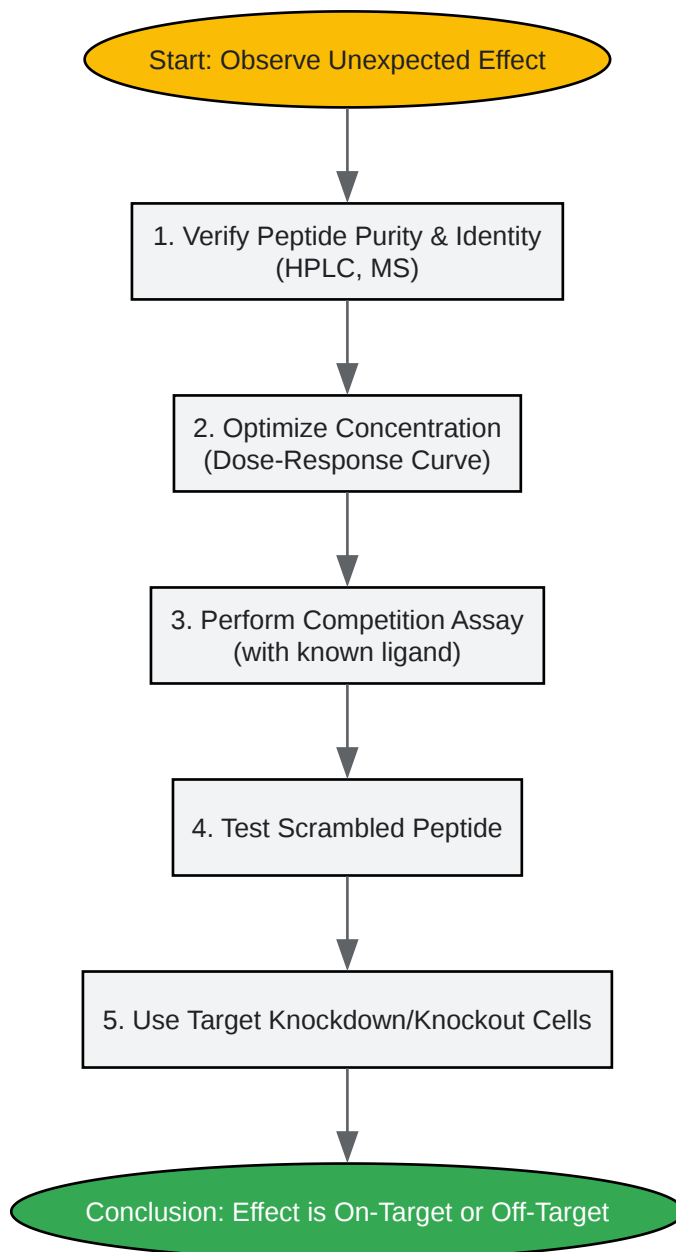 Start: Observe Unexpected Effect
1. Verify Peptide Purity & Identity
(HPLC, MS)
2. Optimize Concentration
(Dose-Response Curve)
3. Perform Competition Assay
(with known ligand)
4. Test Scrambled Peptide
5. Use Target Knockdown/Knockout Cells
Conclusion: Effect is On-Target or Off-Target